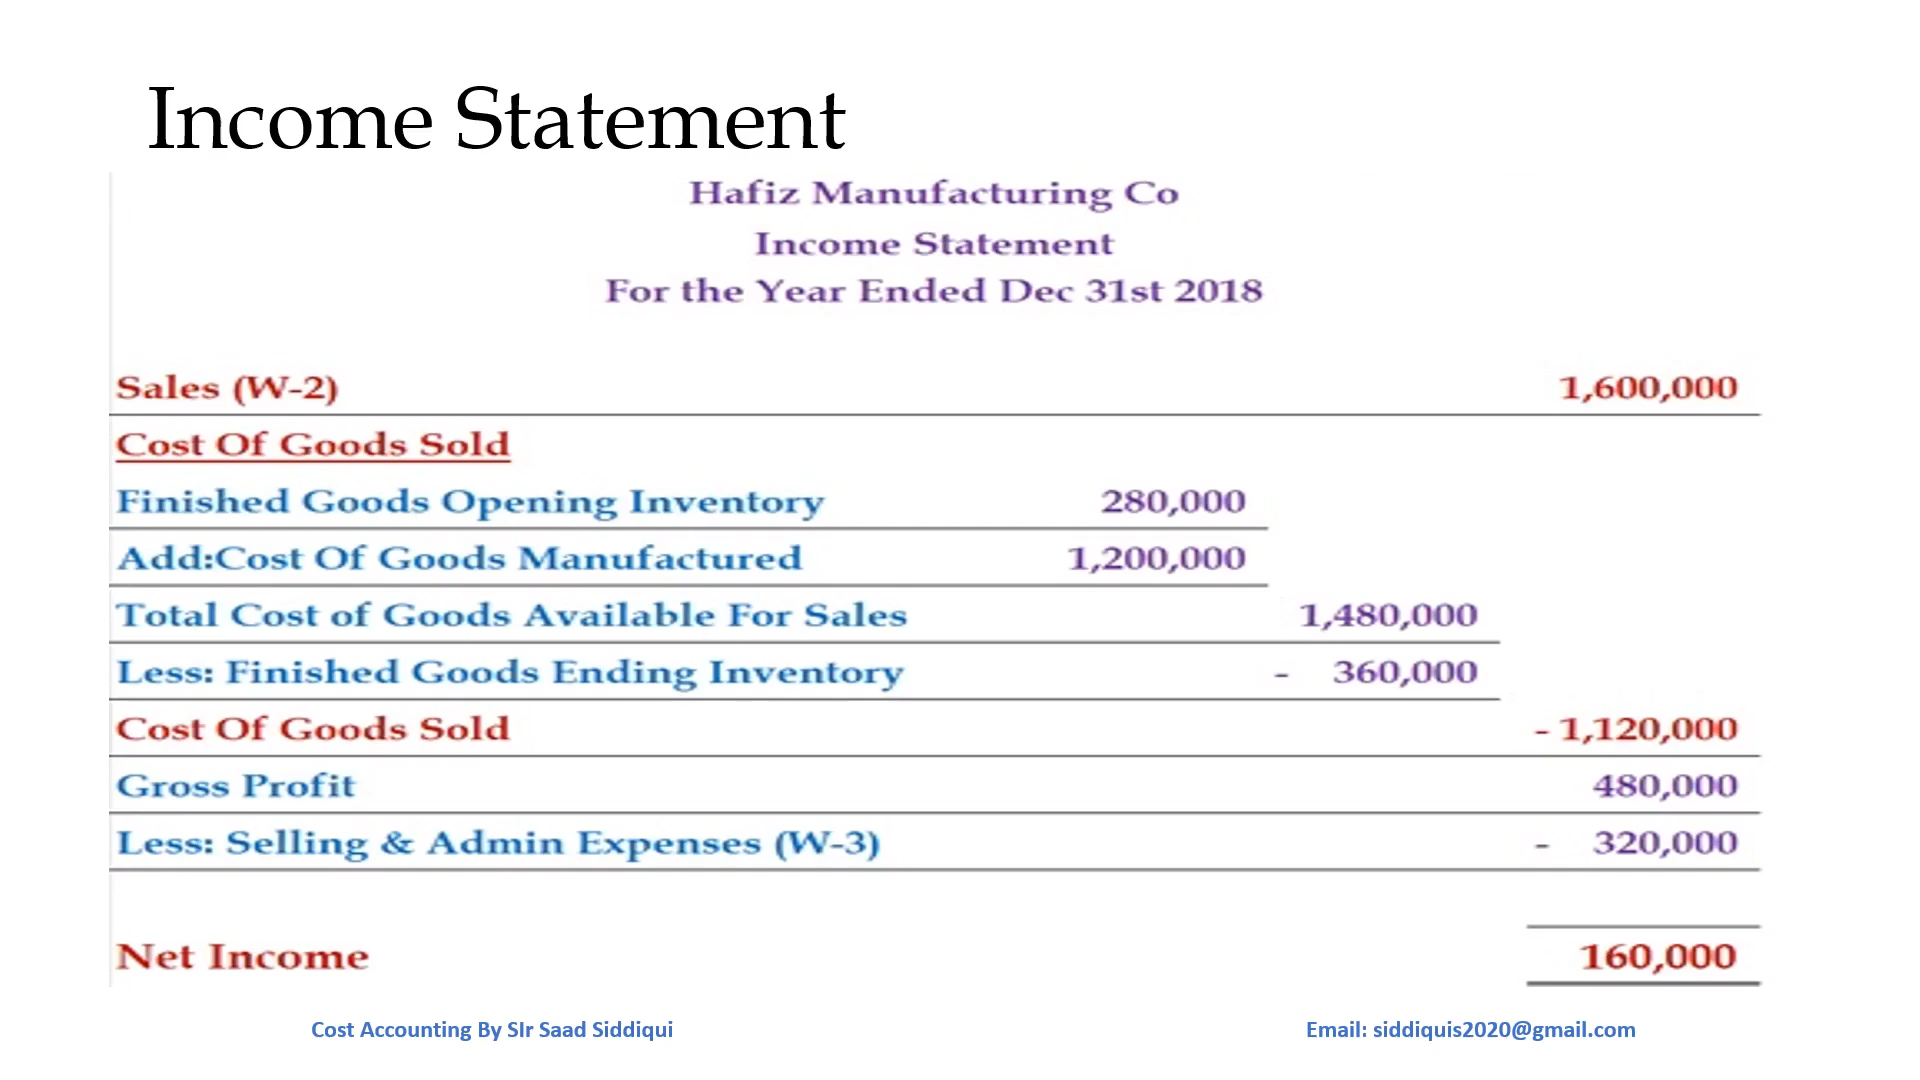 Income Statement
Hafiz Manufacturing Co
Income Statement
For the Year Ended Dec 31st 2018
Sales (W-2) 1,600,000
Cost Of Goods Sold
Finished Goods Opening Inventory 280,000
Add:Cost Of Goods Manufactured 1,200,000
Total Cost of Goods Available For Sales 1,480,000
Less: Finished Goods Ending Inventory - 360,000
Cost Of Goods Sold - 1,120,000
Gross Profit 480,000
Less: Selling & Admin Expenses (W-3) - 320,000
Net Income 160,000
Cost Accounting By SIr Saad Siddiqui Email: siddiquis2020@gmail.com